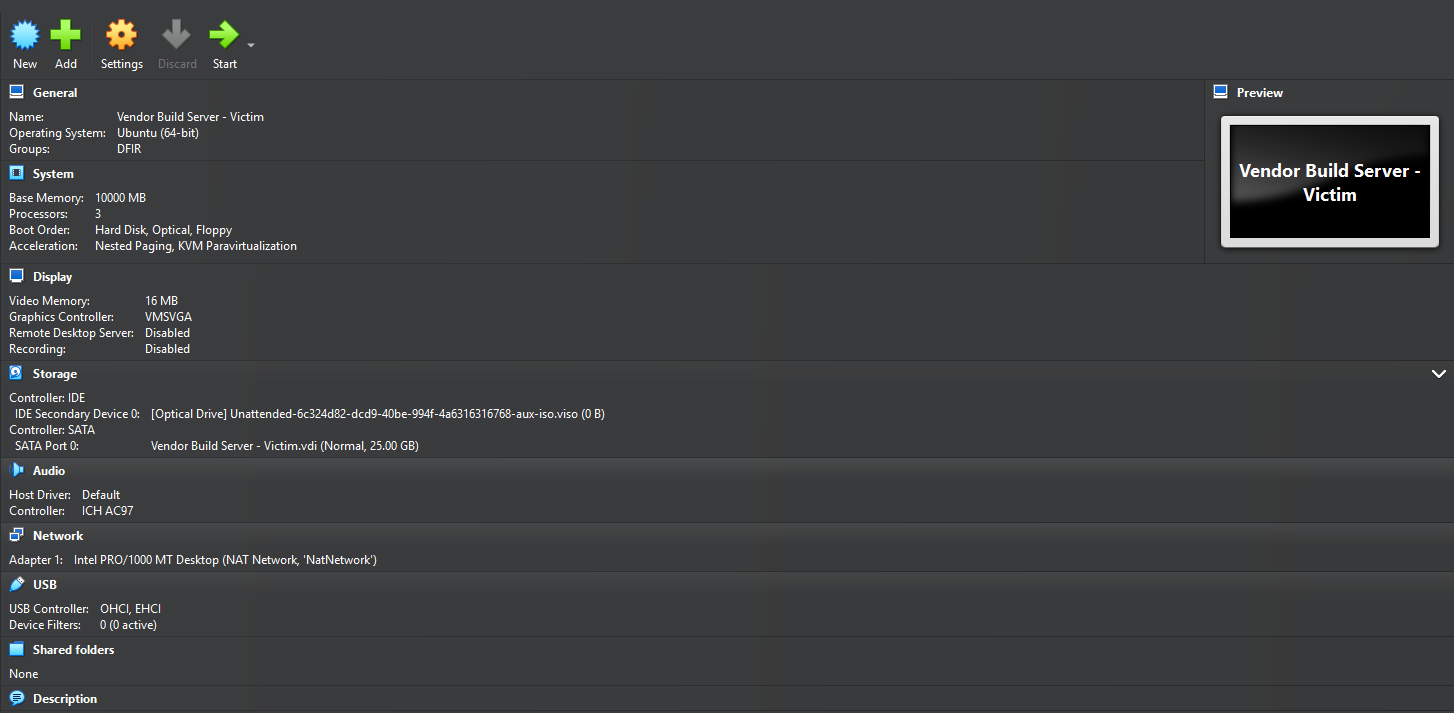 New Add Settings Discard Start
General
Name: Vendor Build Server - Victim
Operating System: Ubuntu (64-bit)
Groups: DFIR
Preview
Vendor Build Server -
Victim
System
Base Memory: 10000 MB
Processors: 3
Boot Order: Hard Disk, Optical, Floppy
Acceleration: Nested Paging, KVM Paravirtualization
Display
Video Memory: 16 MB
Graphics Controller: VMSVGA
Remote Desktop Server: Disabled
Recording: Disabled
Storage
Controller: IDE
IDE Secondary Device 0: [Optical Drive] Unattended-6c324d82-dcd9-40be-994f-4a6316316768-aux-iso.viso (0 B)
Controller: SATA
SATA Port 0: Vendor Build Server - Victim.vdi (Normal, 25.00 GB)
Audio
Host Driver: Default
Controller: ICH AC97
Network
Adapter 1: Intel PRO/1000 MT Desktop (NAT Network, 'NatNetwork')
USB
USB Controller: OHCI, EHCI
Device Filters: 0 (0 active)
Shared folders
None
Description